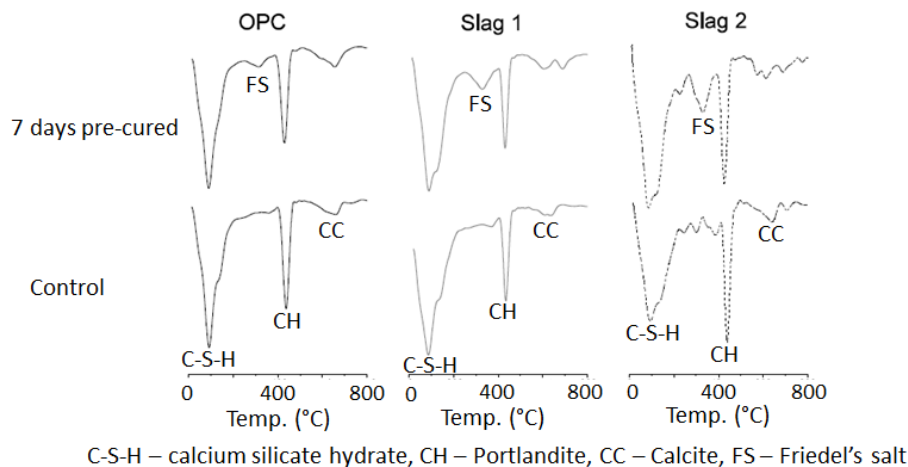 OPC Slag 1 Slag 2
FS FS FS
7 days pre-cured
CC CC CC
Control
CH CH CH
C-S-H C-S-H C-S-H
0 400 800 0 400 800 0 400 800
Temp. (°C) Temp. (°C) Temp. (°C)
C-S-H – calcium silicate hydrate, CH – Portlandite, CC – Calcite, FS – Friedel's salt